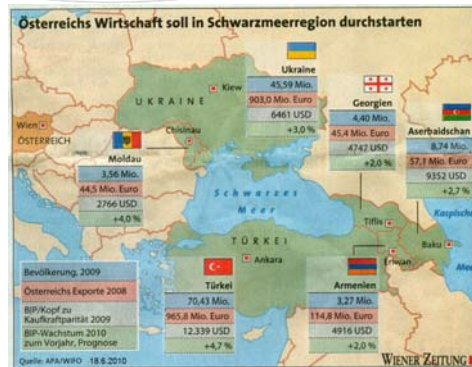 Österreichs Wirtschaft soll in Schwarzmeerregion durchstarten
Ukraine
45,59 Mio.
903,0 Mio. Euro
6461 USD
+3,0 %
Georgien
4,40 Mio.
45,4 Mio. Euro
4747 USD
+2,0 %
Aserbaidschan
8,74 Mio.
57,1 Mio. Euro
9352 USD
+2,7 %
Kiew
UKRAINE
Wien
ÖSTERREICH
Chisinau
Moldau
3,56 Mio.
44,5 Mio. Euro
2766 USD
+4,0 %
Schwarzes
Meer
Kaspische
Meer
Tiflis
Baku
Eriwan
TÜRKEI
Ankara
Türkei
70,43 Mio.
965,8 Mio. Euro
12.339 USD
+4,7 %
Armenien
3,27 Mio.
114,8 Mio. Euro
4916 USD
+2,0 %
Bevölkerung, 2009
Österreichs Exporte 2008
BIP/Kopf zu
Kaufkraftparität 2009
BIP-Wachstum 2010
zum Vorjahr, Prognose
Quelle: APA/WIFO 18.6.2010
WIENER ZEITUNG